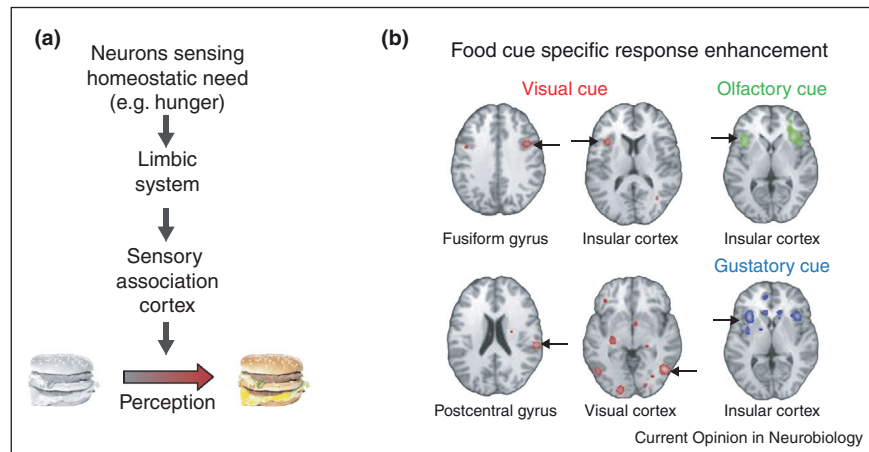 (a)
Neurons sensing
homeostatic need
(e.g. hunger)
Limbic
system
Sensory
association
cortex
Perception
(b)
Food cue specific response enhancement
Visual cue
Olfactory cue
Fusiform gyrus
Insular cortex
Insular cortex
Gustatory cue
Postcentral gyrus
Visual cortex
Insular cortex
Current Opinion in Neurobiology